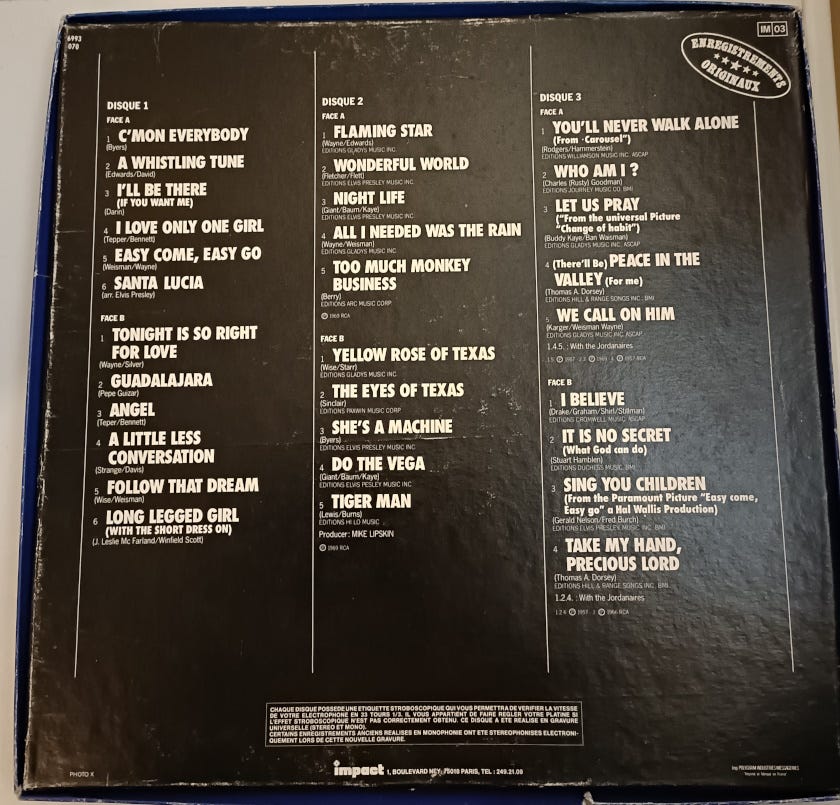 6993
070
IM 03
ENREGISTREMENTS
ORIGINAUX
DISQUE 1
FACE A
1 C'MON EVERYBODY
(Byers)
2 A WHISTLING TUNE
(Edwards/David)
3 I'LL BE THERE
(IF YOU WANT ME)
(Darin)
4 I LOVE ONLY ONE GIRL
(Tepper/Bennett)
5 EASY COME, EASY GO
(Weisman/Wayne)
6 SANTA LUCIA
(arr. Elvis Presley)
FACE B
1 TONIGHT IS SO RIGHT
FOR LOVE
(Wayne/Silver)
2 GUADALAJARA
(Pepe Guizar)
3 ANGEL
(Teper/Bennett)
4 A LITTLE LESS
CONVERSATION
(Strange/Davis)
5 FOLLOW THAT DREAM
(Wise/Weisman)
6 LONG LEGGED GIRL
(WITH THE SHORT DRESS ON)
(J. Leslie Mc Farland/Winfield Scott)
DISQUE 2
FACE A
1 FLAMING STAR
(Wayne/Edwards)
EDITIONS GLADYS MUSIC INC.
2 WONDERFUL WORLD
(Fletcher/Flett)
EDITIONS ELVIS PRESLEY MUSIC INC.
3 NIGHT LIFE
(Giant/Baum/Kaye)
EDITIONS ELVIS PRESLEY MUSIC INC.
4 ALL I NEEDED WAS THE RAIN
(Wayne/Weisman)
EDITIONS GLADYS MUSIC INC.
5 TOO MUCH MONKEY
BUSINESS
(Berry)
EDITIONS ARC MUSIC CORP.
Ⓟ 1969 RCA
FACE B
1 YELLOW ROSE OF TEXAS
(Wise/Starr)
EDITIONS GLADYS MUSIC INC.
2 THE EYES OF TEXAS
(Sinclair)
EDITIONS PAXWIN MUSIC CORP.
3 SHE'S A MACHINE
(Byers)
EDITIONS ELVIS PRESLEY MUSIC INC.
4 DO THE VEGA
(Giant/Baum/Kaye)
EDITIONS ELVIS PESLEY MUSIC INC.
5 TIGER MAN
(Lewis/Burns)
EDITIONS HI LO MUSIC
Producer: MIKE LIPSKIN
Ⓟ 1969 RCA
DISQUE 3
FACE A
1 YOU'LL NEVER WALK ALONE
(From "Carousel")
(Rodgers/Hammerstein)
EDITIONS WILLIAMSON MUSIC INC. ASCAP
2 WHO AM I ?
(Charles (Rusty) Goodman)
EDITIONS JOURNEY MUSIC CO. BMI
3 LET US PRAY
("From the universal Picture
"Change of habit")
(Buddy Kaye/Ban Waisman)
EDITIONS GLADYS MUSIC INC. ASCAP
4 (There'll Be) PEACE IN THE
VALLEY (For me)
(Thomas A. Dorsey)
EDITIONS HILL & RANGE SONGS INC. BMI
5 WE CALL ON HIM
(Karger/Weisman Wayne)
EDITIONS GLADYS MUSIC INC. ASCAP
1.4.5. : With the Jordanaires
FACE B
1 I BELIEVE
(Drake/Graham/Shirl/Stillman)
EDITIONS CROMWELL MUSIC. ASCAP
2 IT IS NO SECRET
(What God can do)
(Stuart Hamblen)
EDITIONS DUCHESS MUSIC. BMI
3 SING YOU CHILDREN
(From the Paramount Picture "Easy come,
Easy go" a Hal Wallis Production)
(Gerald Nelson/Fred Burch)
EDITIONS ELVIS PRESLEY MUSIC INC. BMI
4 TAKE MY HAND,
PRECIOUS LORD
(Thomas A. Dorsey)
EDITIONS HILL & RANGE SONGS INC. BMI
1.2.4. : With the Jordanaires
1.2.4. Ⓟ 1957 . 3 Ⓟ 1966 RCA
CHAQUE DISQUE POSSEDE UNE ETIQUETTE STROBOSCOPIQUE QUI VOUS PERMETTRA DE VERIFIER LA VITESSE
DE VOTRE ELECTROPHONE EN 33 TOURS 1/3. IL VOUS APPARTIENT DE FAIRE REGLER VOTRE PLATINE SI
L'EFFET STROBOSCOPIQUE N'EST PAS CORRECTEMENT OBTENU. CE DISQUE A ETE REALISE EN GRAVURE
UNIVERSELLE (STEREO ET MONO).
CERTAINS ENREGISTREMENTS ANCIENS REALISES EN MONOPHONIE ONT ETE STEREOPHONISES ELECTRONI-
QUEMENT LORS DE CETTE NOUVELLE GRAVURE.
PHOTO X
impact 1, BOULEVARD NEY, 75018 PARIS, TEL : 249.21.09
Imp. POLYGRAM INDUSTRIES MESSAGERIES